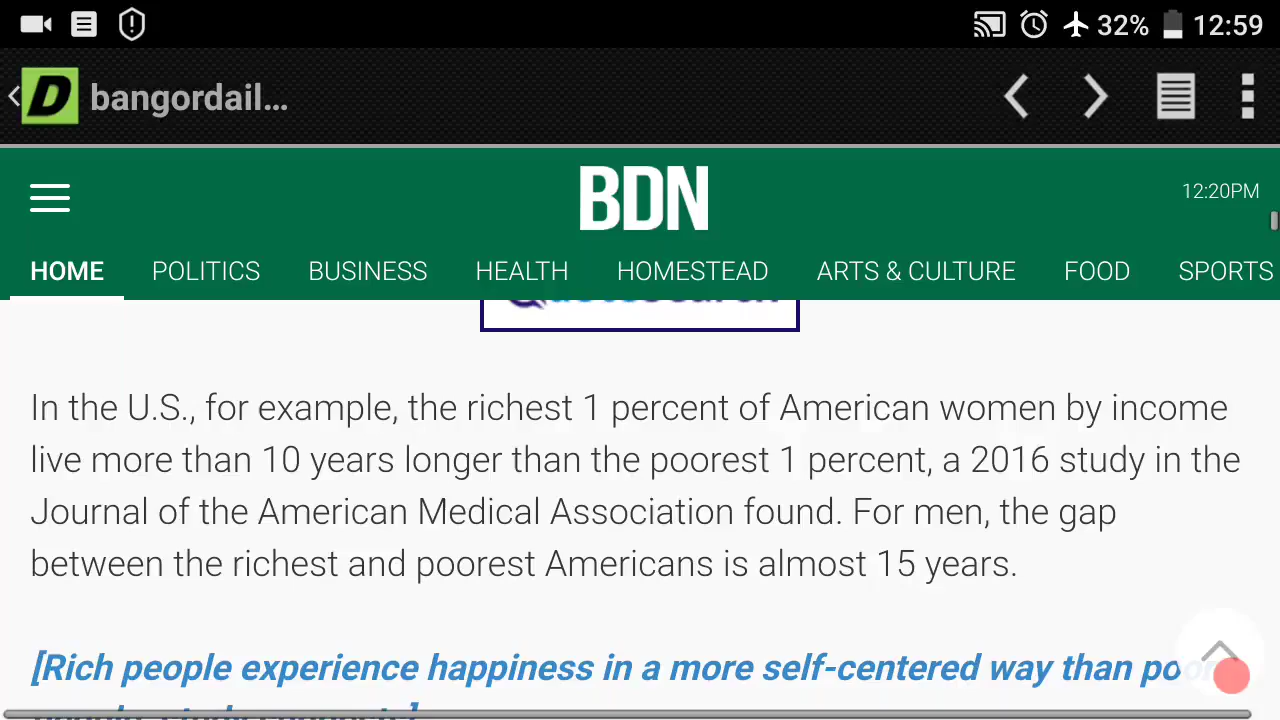 32% 12:59
D bangordail...
BDN
12:20PM
HOME POLITICS BUSINESS HEALTH HOMESTEAD ARTS & CULTURE FOOD SPORTS
In the U.S., for example, the richest 1 percent of American women by income
live more than 10 years longer than the poorest 1 percent, a 2016 study in the
Journal of the American Medical Association found. For men, the gap
between the richest and poorest Americans is almost 15 years.
[Rich people experience happiness in a more self-centered way than